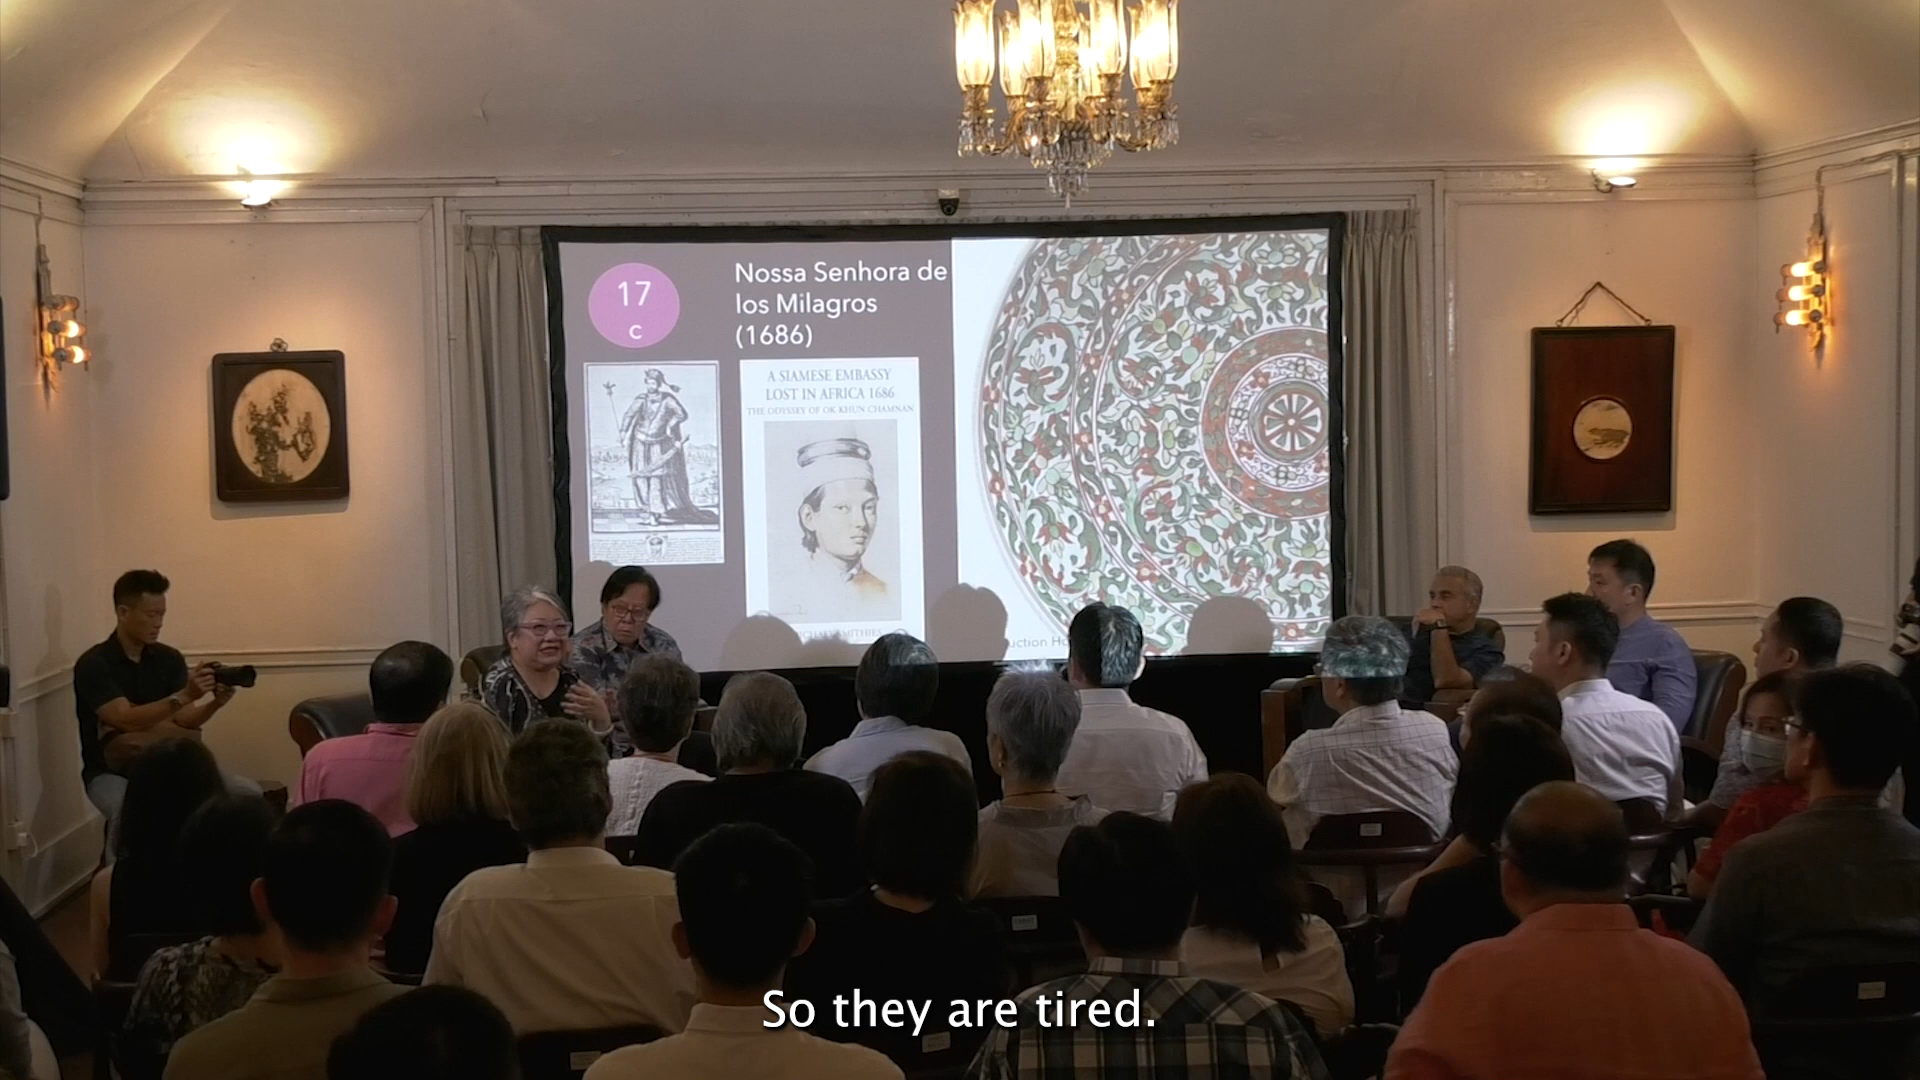 17
c
Nossa Senhora de
los Milagros
(1686)
A SIAMESE EMBASSY
LOST IN AFRICA 1686
THE ODYSSEY OF OK KHUN CHAMNAN
SMITHIES
So they are tired.